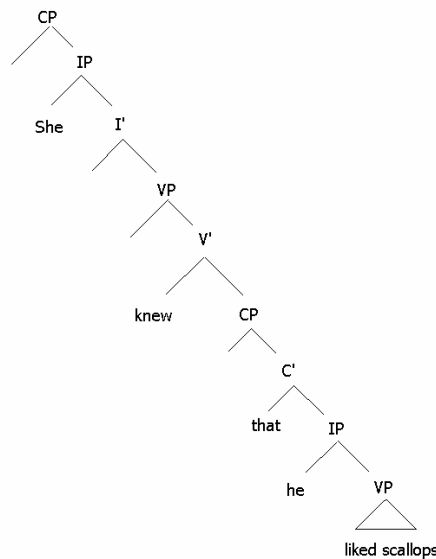 CP
IP
She
I'
VP
V'
knew
CP
C'
that
IP
he
VP
liked scallops